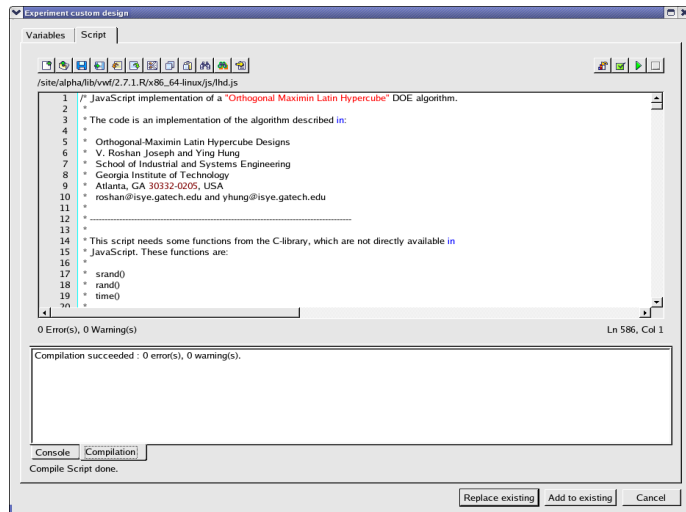 Experiment custom design
Variables
Script
/site/alpha/lib/vwf/2.7.1.R/x86_64-linux/js/lhd.js
1 /* JavaScript implementation of a "Orthogonal Maximin Latin Hypercube" DOE algorithm.
2 *
3 * The code is an implementation of the algorithm described in:
4 *
5 * Orthogonal-Maximin Latin Hypercube Designs
6 * V. Roshan Joseph and Ying Hung
7 * School of Industrial and Systems Engineering
8 * Georgia Institute of Technology
9 * Atlanta, GA 30332-0205, USA
10 * roshan@isye.gatech.edu and yhung@isye.gatech.edu
11 *
12 * ----------------------------------------------------------------------------------------
13 *
14 * This script needs some functions from the C-library, which are not directly available in
15 * JavaScript. These functions are:
16 *
17 * srand()
18 * rand()
19 * time()
20 *
0 Error(s), 0 Warning(s)
Ln 586, Col 1
Compilation succeeded : 0 error(s), 0 warning(s).
Console
Compilation
Compile Script done.
Replace existing
Add to existing
Cancel